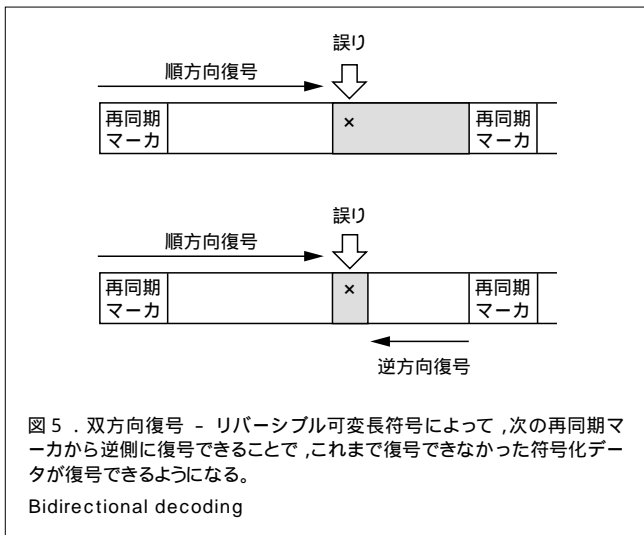 誤り
順方向復号
再同期
マーカ
×
再同期
マーカ
誤り
順方向復号
再同期
マーカ
×
再同期
マーカ
逆方向復号
図5．双方向復号 － リバーシブル可変長符号によって，次の再同期マ
ーカから逆側に復号できることで，これまで復号できなかった符号化デー
タが復号できるようになる。
Bidirectional decoding